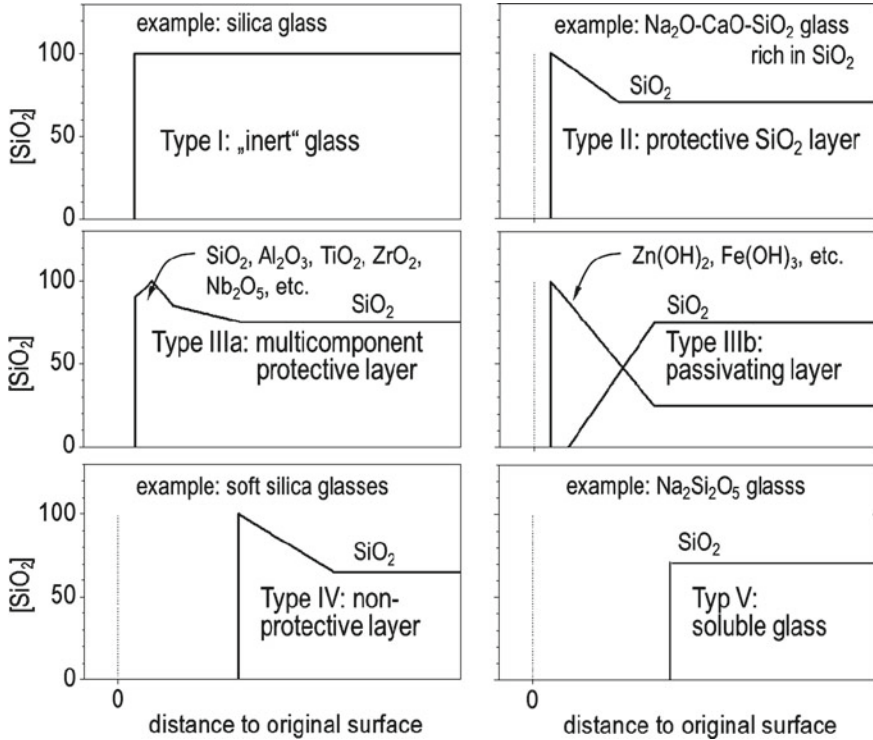 example: silica glass
100
50
0
[SiO₂]
Type I: „inert“ glass
example: Na₂O-CaO-SiO₂ glass
rich in SiO₂
SiO₂
Type II: protective SiO₂ layer
100
50
0
[SiO₂]
SiO₂, Al₂O₃, TiO₂, ZrO₂,
Nb₂O₅, etc.
SiO₂
Type IIIa: multicomponent
protective layer
Zn(OH)₂, Fe(OH)₃, etc.
SiO₂
Type IIIb:
passivating layer
example: soft silica glasses
100
50
0
[SiO₂]
SiO₂
Type IV: non-
protective layer
0
distance to original surface
example: Na₂Si₂O₅ glasss
SiO₂
Typ V:
soluble glass
0
distance to original surface